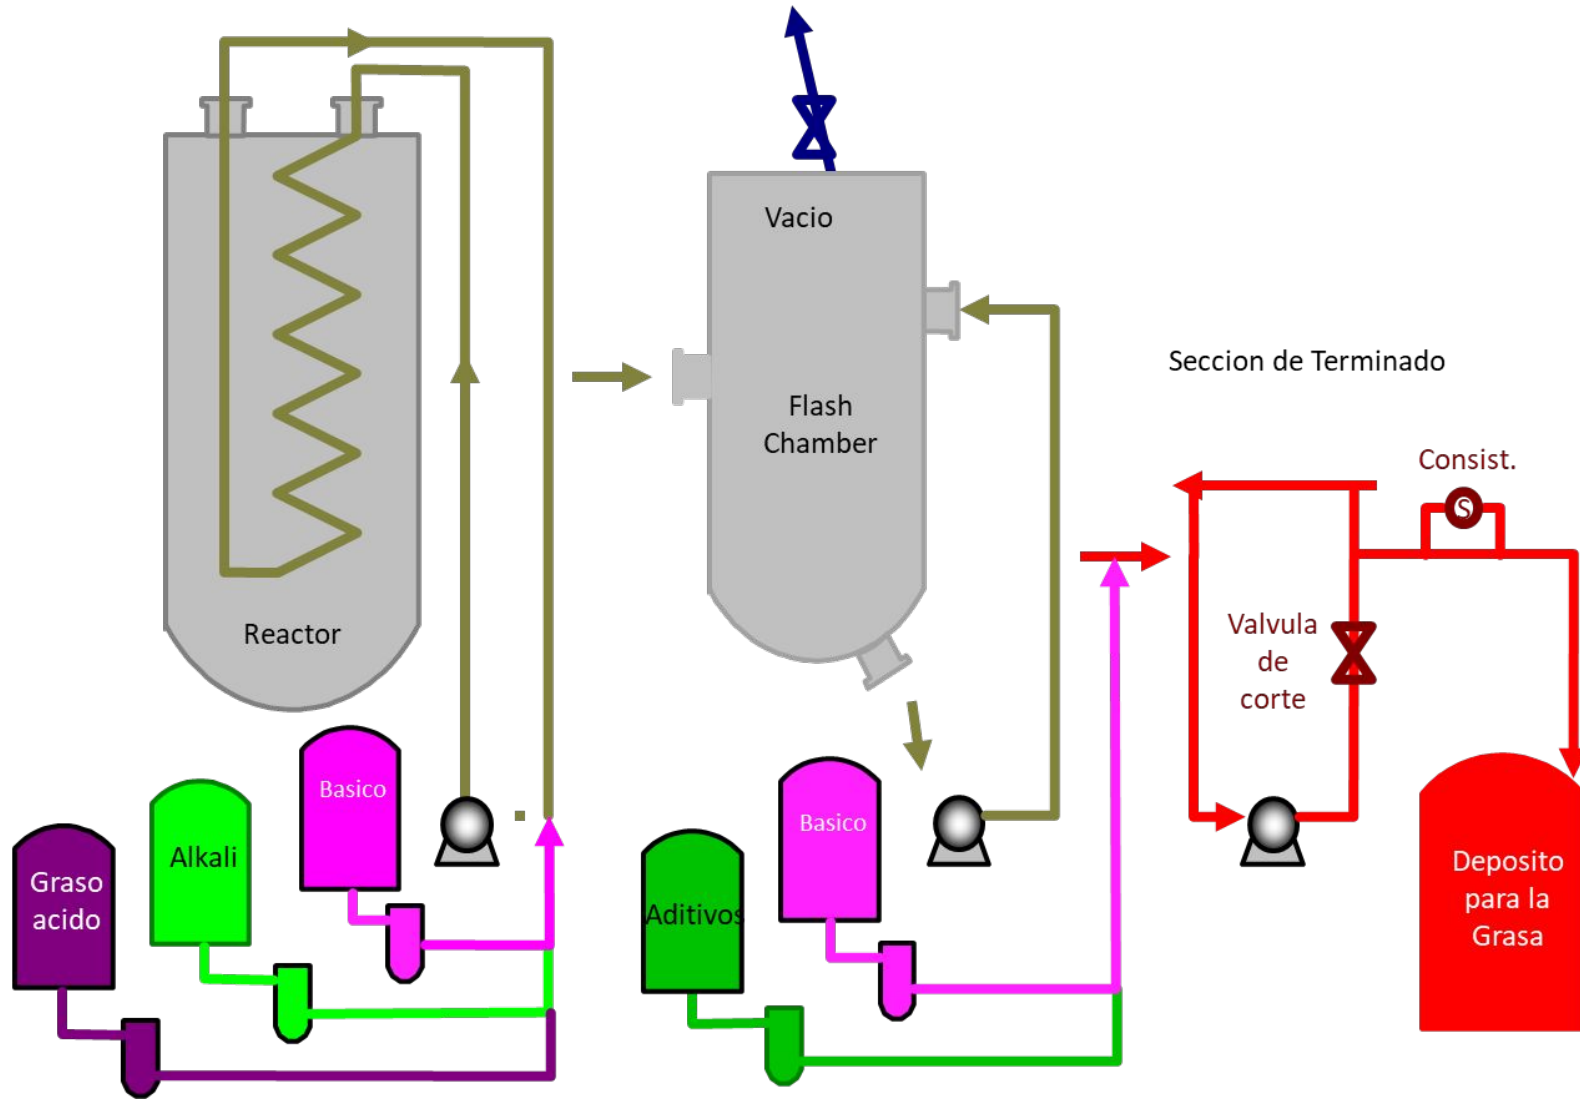 Vacio
Flash
Chamber
Seccion de Terminado
Consist.
S
Valvula
de
corte
Reactor
Basico
Alkali
Graso
acido
Basico
Aditivos
Deposito
para la
Grasa